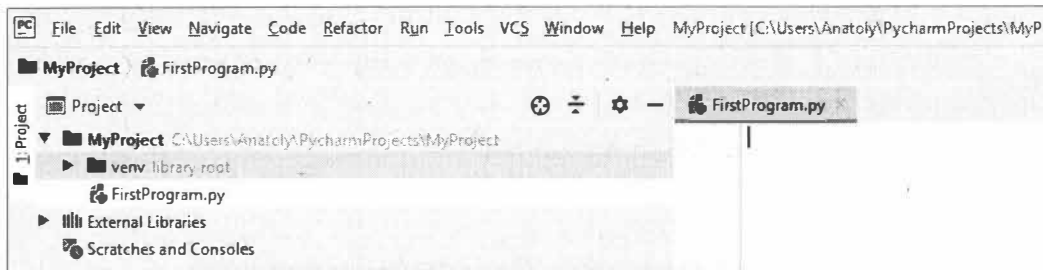 PC File Edit View Navigate Code Refactor Run Tools VCS Window Help MyProject [C:\Users\Anatoly\PycharmProjects\MyP
MyProject FirstProgram.py
1: Project
Project
FirstProgram.py
MyProject C:\Users\Anatoly\PycharmProjects\MyProject
venv library root
FirstProgram.py
External Libraries
Scratches and Consoles